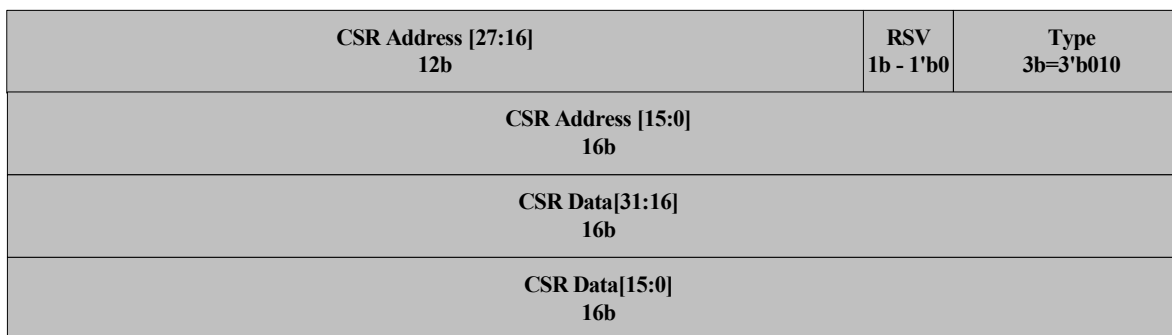 CSR Address [27:16]
12b
RSV
1b - 1'b0
Type
3b=3'b010
CSR Address [15:0]
16b
CSR Data[31:16]
16b
CSR Data[15:0]
16b